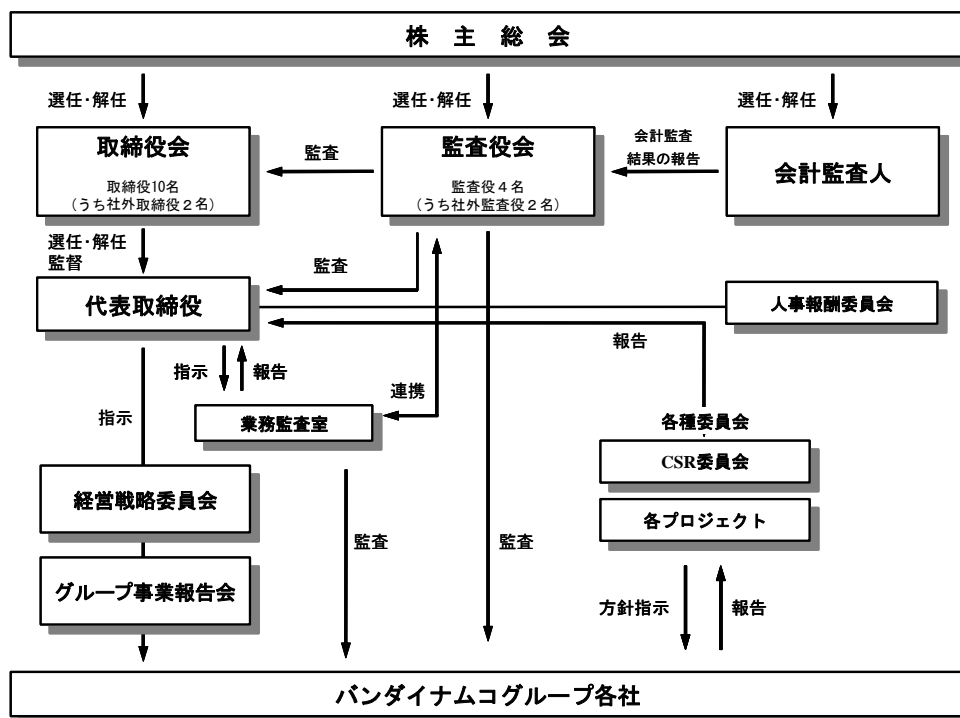 株 主 総 会
選任・解任
選任・解任
選任・解任
取締役会
取締役10名
（うち社外取締役２名）
監査
監査役会
監査役４名
（うち社外監査役２名）
会計監査
結果の報告
会計監査人
選任・解任
監督
監査
代表取締役
人事報酬委員会
報告
指示
報告
連携
指示
業務監査室
各種委員会
CSR委員会
経営戦略委員会
各プロジェクト
監査
監査
グループ事業報告会
方針指示
報告
バンダイナムコグループ各社